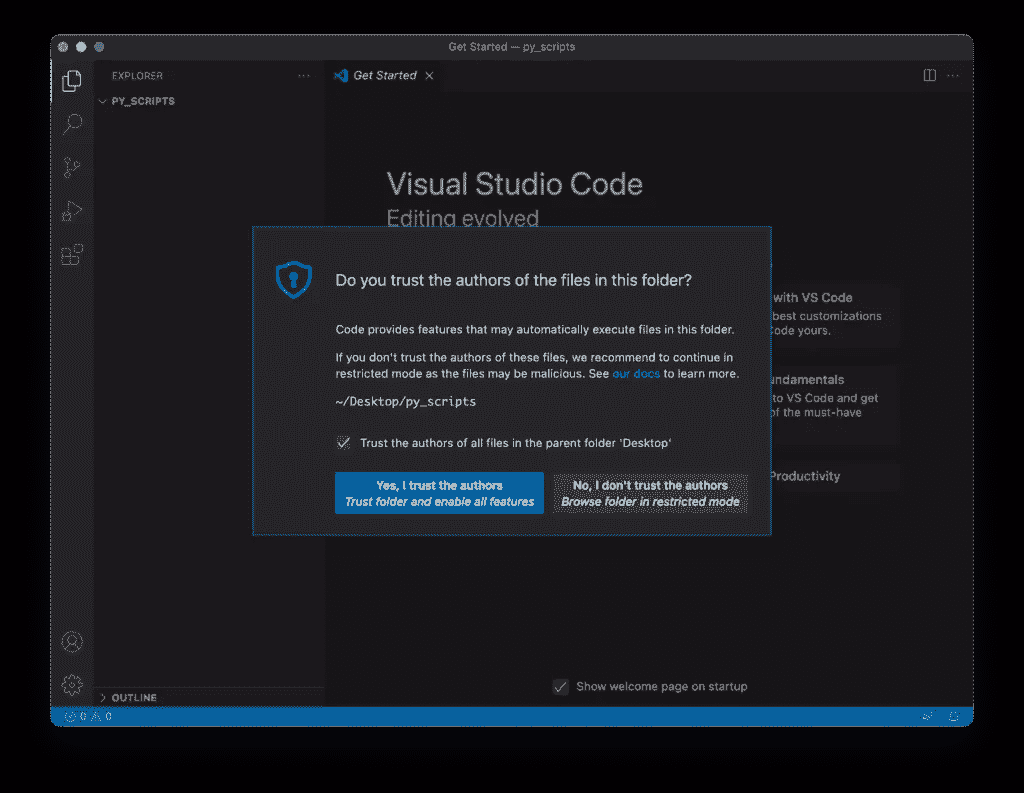 Get Started — py_scripts
EXPLORER
PY_SCRIPTS
Get Started
Visual Studio Code
Editing evolved
with VS Code
best customizations
ode yours.
undamentals
to VS Code and get
of the must-have
Productivity
Do you trust the authors of the files in this folder?
Code provides features that may automatically execute files in this folder.
If you don't trust the authors of these files, we recommend to continue in
restricted mode as the files may be malicious. See our docs to learn more.
~/Desktop/py_scripts
Trust the authors of all files in the parent folder 'Desktop'
Yes, I trust the authors
Trust folder and enable all features
No, I don't trust the authors
Browse folder in restricted mode
Show welcome page on startup
OUTLINE
0 0